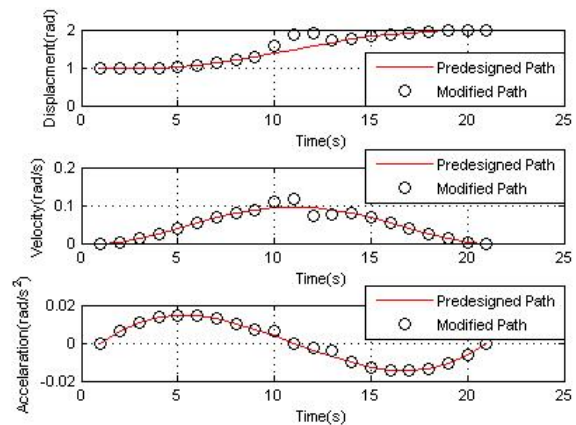 Displacment(rad)
2
1
0
0
5
10
15
20
25
Time(s)
Predesigned Path
Modified Path
Velocity(rad/s)
0.2
0.1
0
0
5
10
15
20
25
Time(s)
Predesigned Path
Modified Path
Accelaration(rad/s²)
0.02
0
-0.02
0
5
10
15
20
25
Time(s)
Predesigned Path
Modified Path